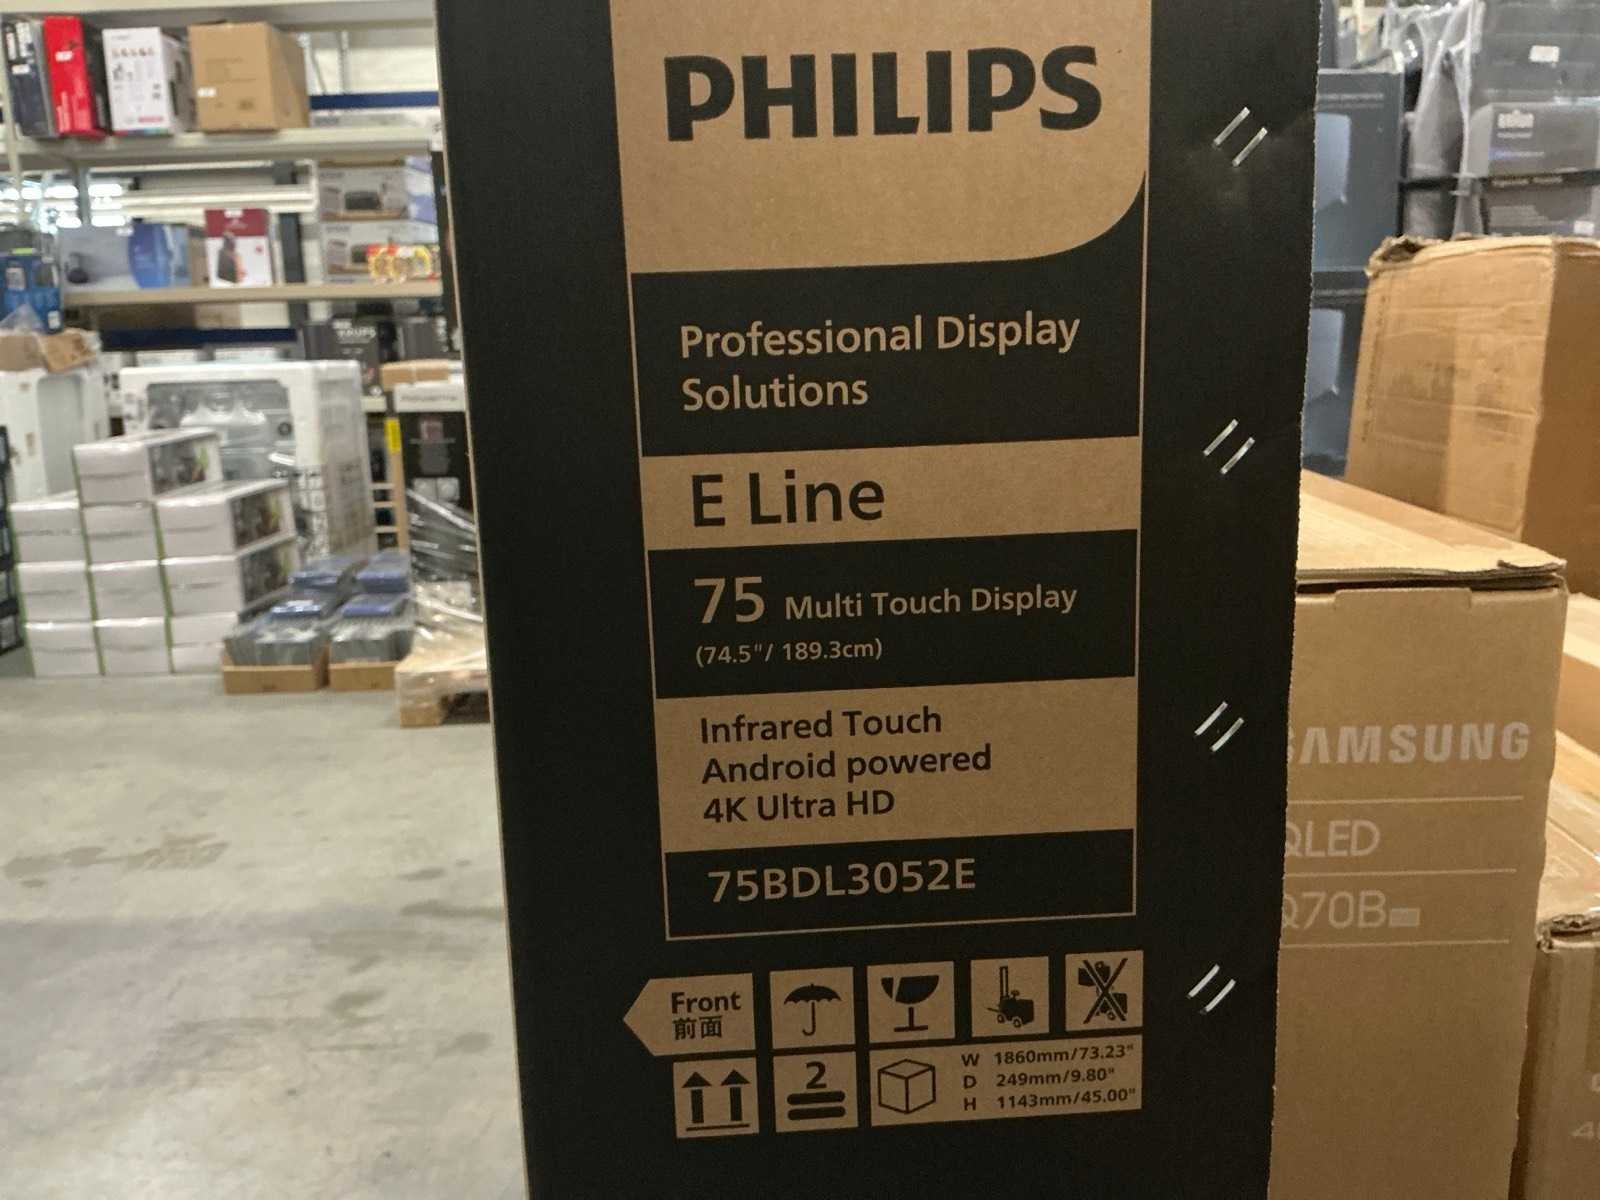 PHILIPS
Professional Display
Solutions
E Line
75 Multi Touch Display
(74.5"/ 189.3cm)
Infrared Touch
Android powered
4K Ultra HD
75BDL3052E
Front
前面
2
W 1860mm/73.23"
D 249mm/9.80"
H 1143mm/45.00"
SAMSUNG
QLED
Q70B
KRUPS